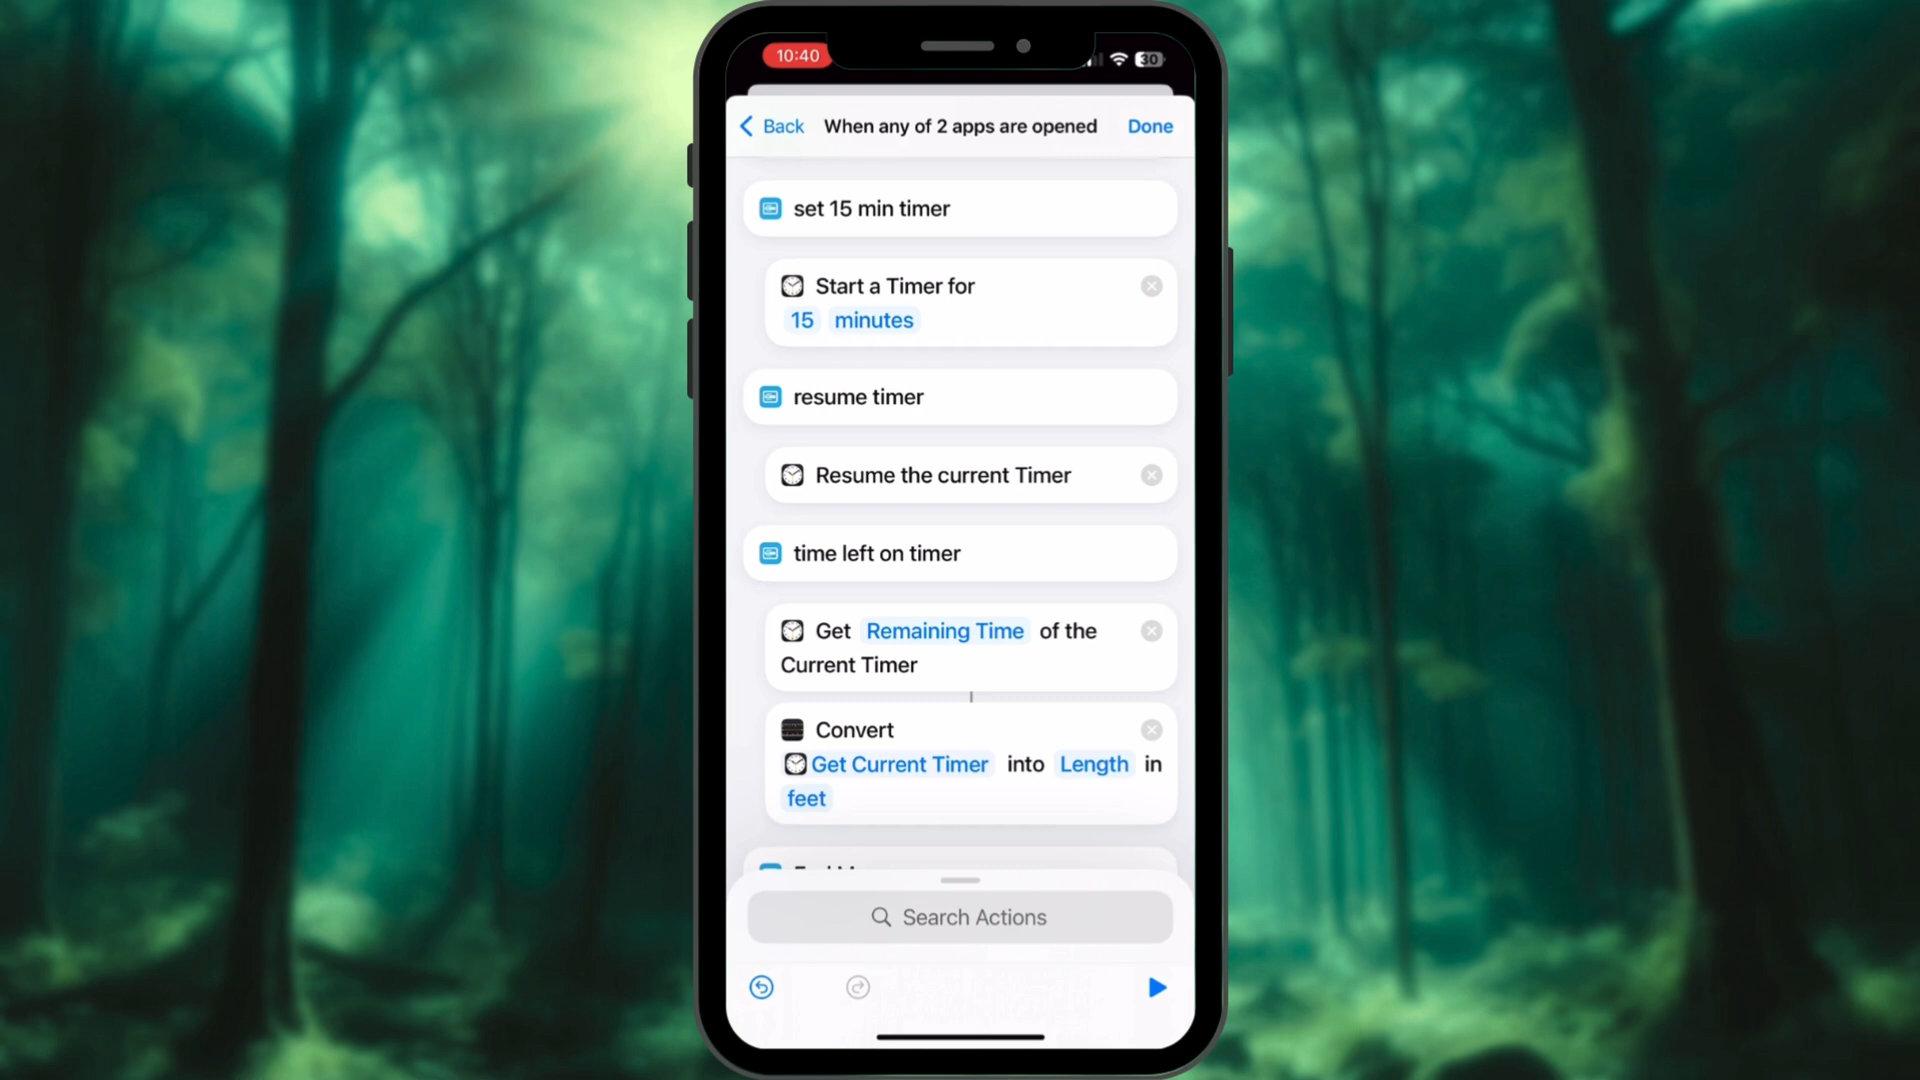 10:40
30
Back When any of 2 apps are opened Done
set 15 min timer
Start a Timer for
15 minutes
resume timer
Resume the current Timer
time left on timer
Get Remaining Time of the
Current Timer
Convert
Get Current Timer into Length in
feet
Search Actions